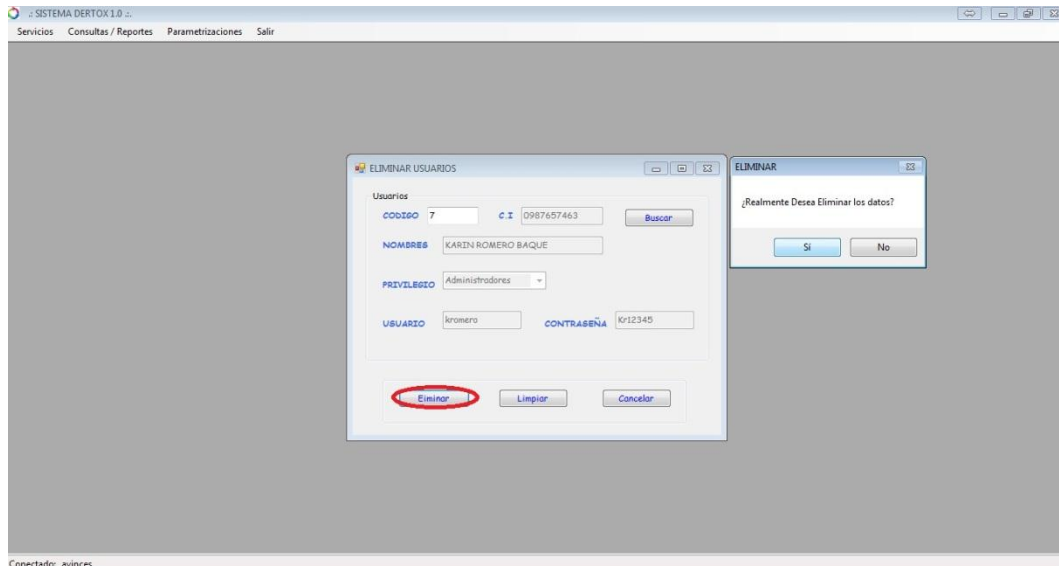 .: SISTEMA DERTOX 1.0 :.
Servicios Consultas / Reportes Parametrizaciones Salir
ELIMINAR USUARIOS
Usuarios
CODIGO 7 C.I 0987657463 Buscar
NOMBRES KARIN ROMERO BAQUE
PRIVILEGIO Administradores
USUARIO kromero CONTRASEÑA Kr12345
Eiminar Limpiar Cancelar
ELIMINAR
¿Realmente Desea Eliminar los datos?
Si No
Conectado: avinces